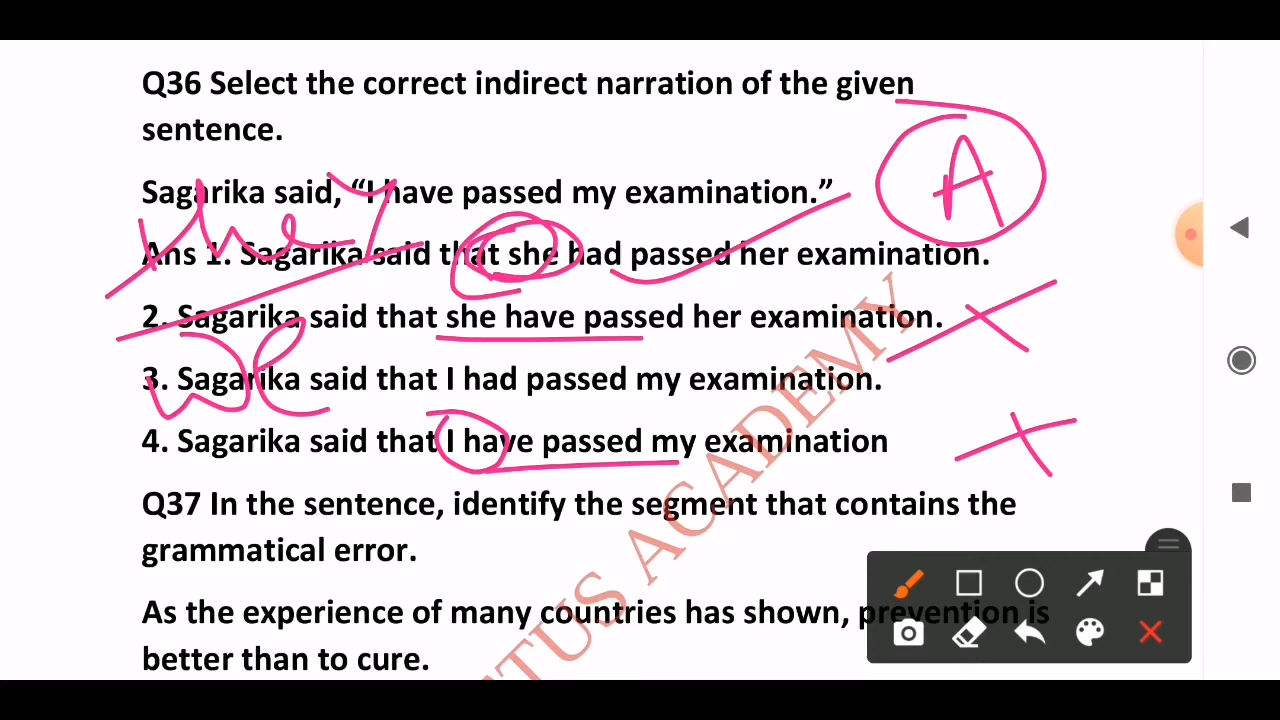 Q36 Select the correct indirect narration of the given
sentence.
A
Sagarika said, “I have passed my examination.”
she
Ans 1. Sagarika said that she had passed her examination.
2. Sagarika said that she have passed her examination.
we
3. Sagarika said that I had passed my examination.
4. Sagarika said that I have passed my examination
Q37 In the sentence, identify the segment that contains the
grammatical error.
As the experience of many countries has shown, prevention is
better than to cure.
ACADEMY